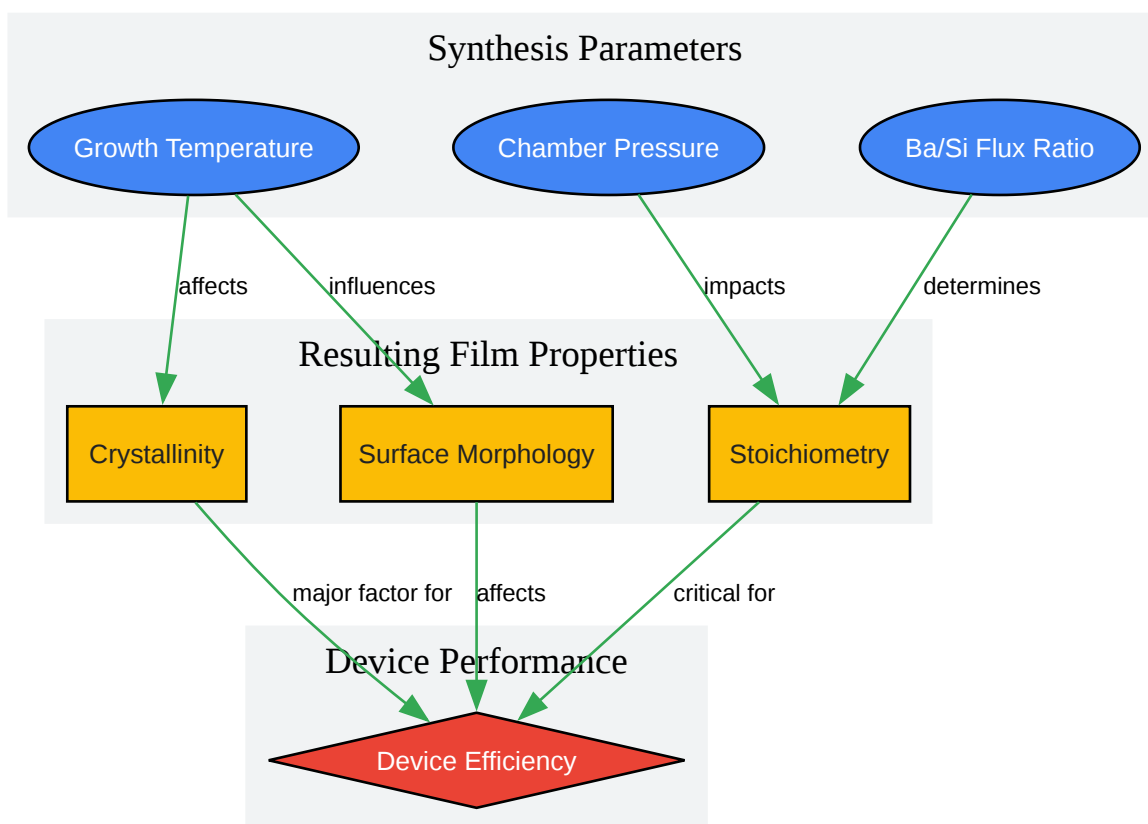 Synthesis Parameters
Growth Temperature
Chamber Pressure
Ba/Si Flux Ratio
affects
influences
impacts
determines
Resulting Film Properties
Crystallinity
Surface Morphology
Stoichiometry
major factor for
affects
critical for
Device Performance
Device Efficiency